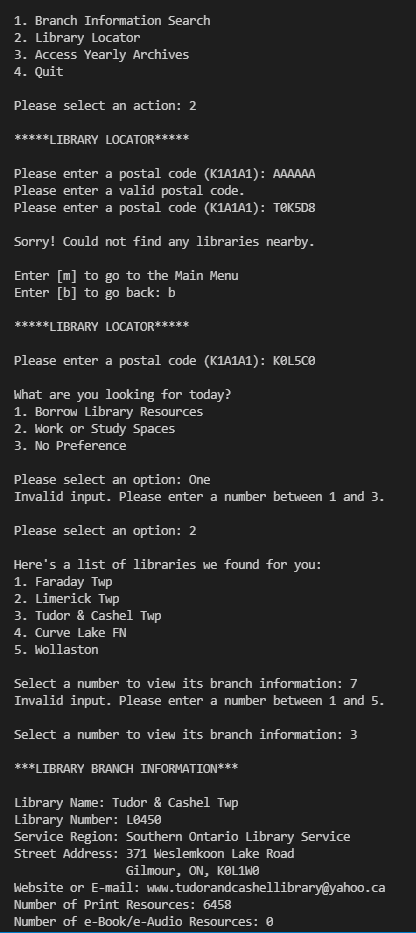 1. Branch Information Search
2. Library Locator
3. Access Yearly Archives
4. Quit
Please select an action: 2
*****LIBRARY LOCATOR*****
Please enter a postal code (K1A1A1): AAAAAA
Please enter a valid postal code.
Please enter a postal code (K1A1A1): T0K5D8
Sorry! Could not find any libraries nearby.
Enter [m] to go to the Main Menu
Enter [b] to go back: b
*****LIBRARY LOCATOR*****
Please enter a postal code (K1A1A1): K0L5C0
What are you looking for today?
1. Borrow Library Resources
2. Work or Study Spaces
3. No Preference
Please select an option: One
Invalid input. Please enter a number between 1 and 3.
Please select an option: 2
Here's a list of libraries we found for you:
1. Faraday Twp
2. Limerick Twp
3. Tudor & Cashel Twp
4. Curve Lake FN
5. Wollaston
Select a number to view its branch information: 7
Invalid input. Please enter a number between 1 and 5.
Select a number to view its branch information: 3
***LIBRARY BRANCH INFORMATION***
Library Name: Tudor & Cashel Twp
Library Number: L0450
Service Region: Southern Ontario Library Service
Street Address: 371 Weslemkoon Lake Road
Gilmour, ON, K0L1W0
Website or E-mail: www.tudorandcashellibrary@yahoo.ca
Number of Print Resources: 6458
Number of e-Book/e-Audio Resources: 0